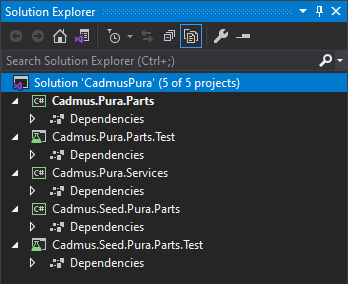 Solution Explorer
Search Solution Explorer (Ctrl+;)
Solution 'CadmusPura' (5 of 5 projects)
C# Cadmus.Pura.Parts
Dependencies
Cadmus.Pura.Parts.Test
Dependencies
C# Cadmus.Pura.Services
Dependencies
C# Cadmus.Seed.Pura.Parts
Dependencies
Cadmus.Seed.Pura.Parts.Test
Dependencies